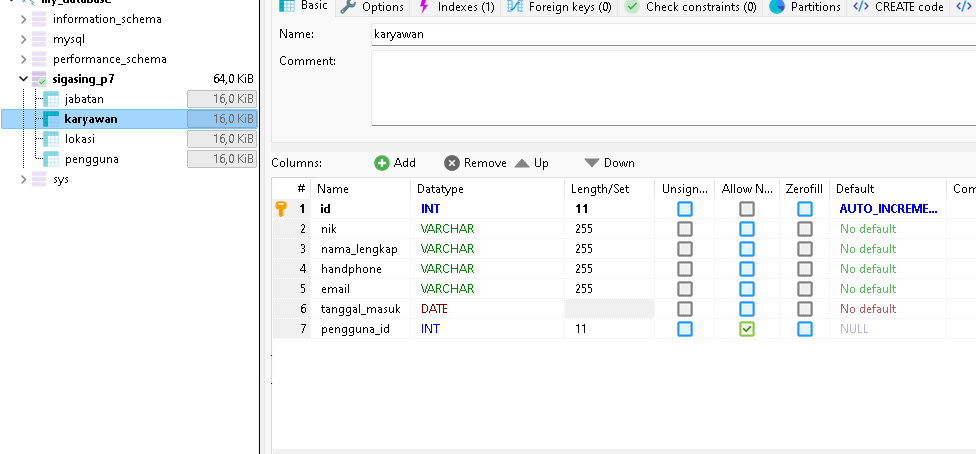 my_database
information_schema
mysql
performance_schema
sigasing_p7 64,0 KiB
jabatan 16,0 KiB
karyawan 16,0 KiB
lokasi 16,0 KiB
pengguna 16,0 KiB
sys
Basic Options Indexes (1) Foreign keys (0) Check constraints (0) Partitions CREATE code
Name: karyawan
Comment:
Columns: Add Remove Up Down
# Name Datatype Length/Set Unsign... Allow N... Zerofill Default Com
1 id INT 11 AUTO_INCREME...
2 nik VARCHAR 255 No default
3 nama_lengkap VARCHAR 255 No default
4 handphone VARCHAR 255 No default
5 email VARCHAR 255 No default
6 tanggal_masuk DATE No default
7 pengguna_id INT 11 NULL